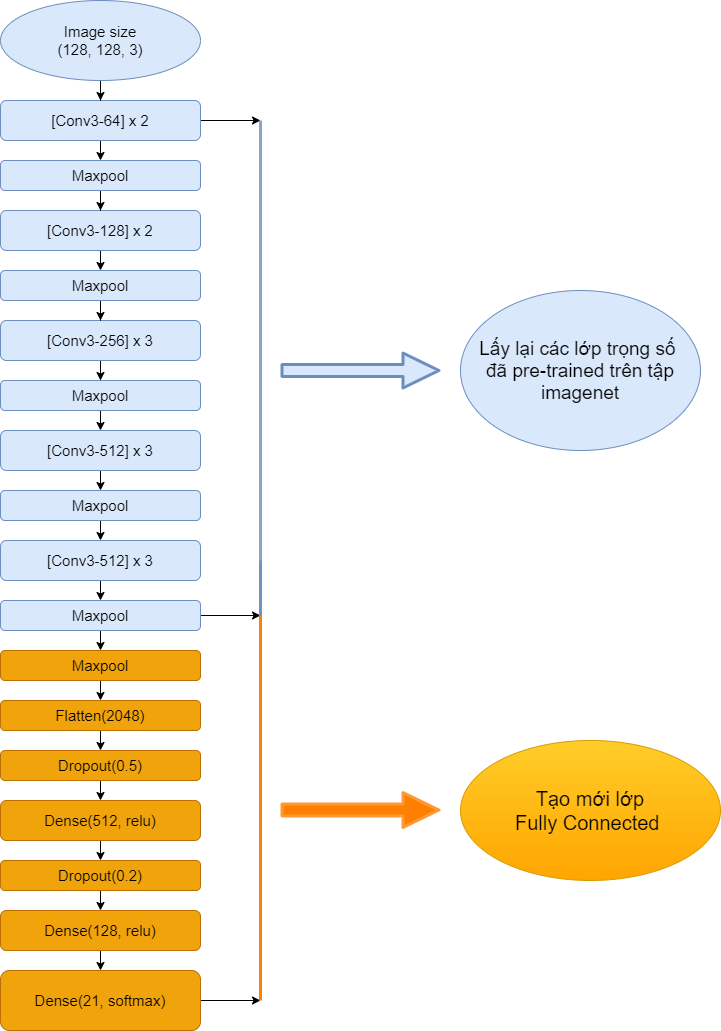 Image size
(128, 128, 3)
[Conv3-64] x 2
Maxpool
[Conv3-128] x 2
Maxpool
[Conv3-256] x 3
Maxpool
[Conv3-512] x 3
Maxpool
[Conv3-512] x 3
Maxpool
Maxpool
Flatten(2048)
Dropout(0.5)
Dense(512, relu)
Dropout(0.2)
Dense(128, relu)
Dense(21, softmax)
Lấy lại các lớp trọng số
đã pre-trained trên tập
imagenet
Tạo mới lớp
Fully Connected